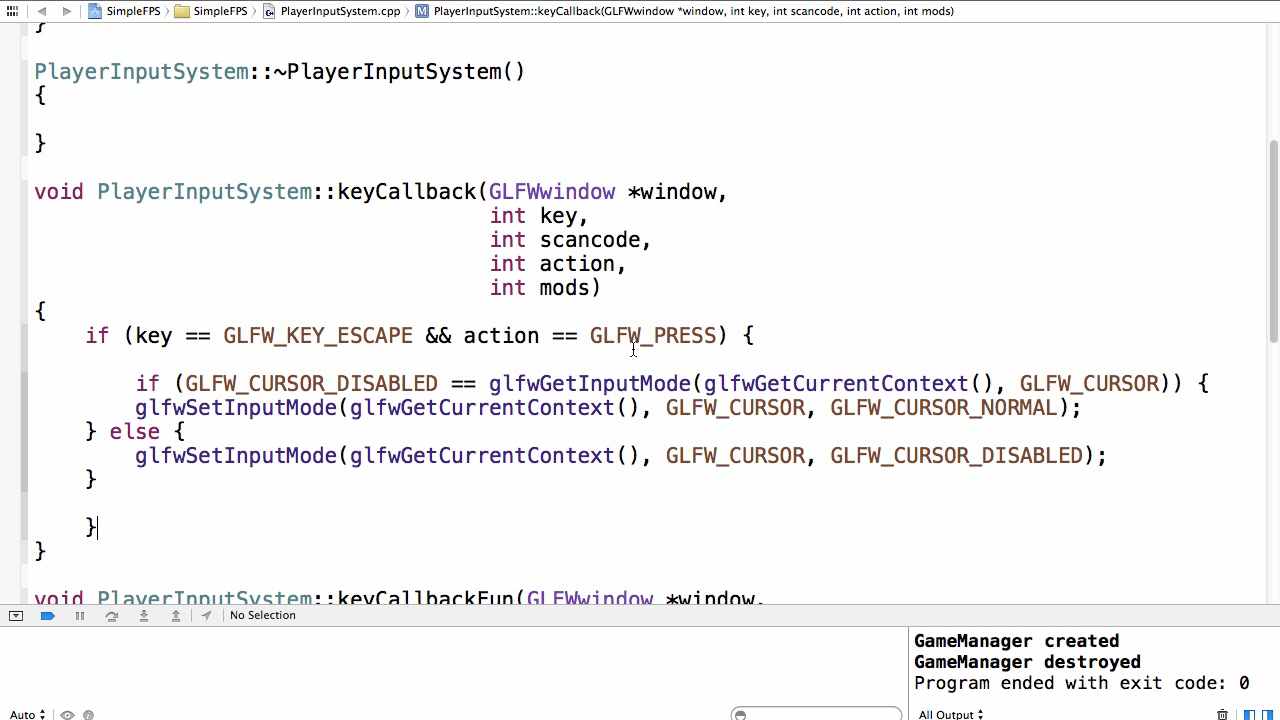 SimpleFPS SimpleFPS PlayerInputSystem.cpp PlayerInputSystem::keyCallback(GLFWwindow *window, int key, int scancode, int action, int mods)
}
PlayerInputSystem::~PlayerInputSystem()
{
}
void PlayerInputSystem::keyCallback(GLFWwindow *window,
int key,
int scancode,
int action,
int mods)
{
if (key == GLFW_KEY_ESCAPE && action == GLFW_PRESS) {
if (GLFW_CURSOR_DISABLED == glfwGetInputMode(glfwGetCurrentContext(), GLFW_CURSOR)) {
glfwSetInputMode(glfwGetCurrentContext(), GLFW_CURSOR, GLFW_CURSOR_NORMAL);
} else {
glfwSetInputMode(glfwGetCurrentContext(), GLFW_CURSOR, GLFW_CURSOR_DISABLED);
}
}
}
void PlayerInputSystem::keyCallbackFun(GLFWwindow *window,
No Selection
GameManager created
GameManager destroyed
Program ended with exit code: 0
Auto
All Output